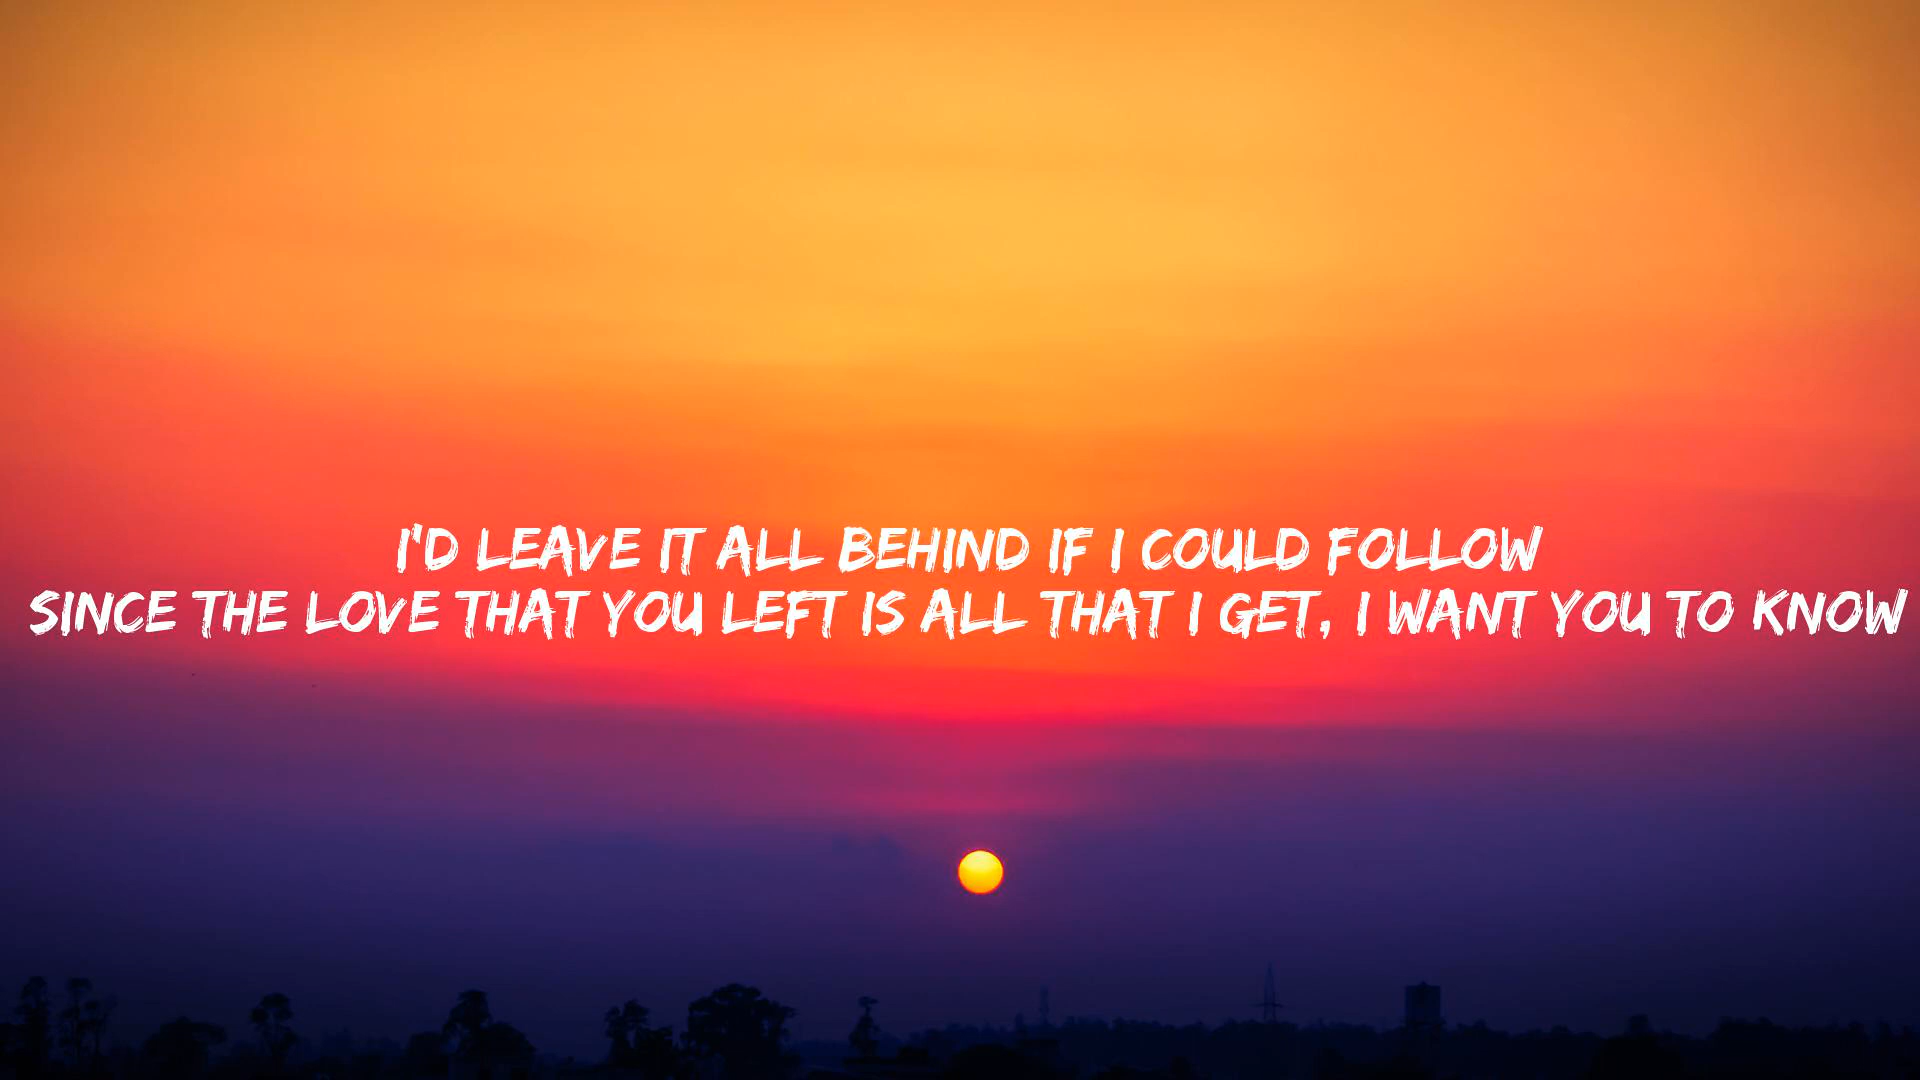 I'D LEAVE IT ALL BEHIND IF I COULD FOLLOW
SINCE THE LOVE THAT YOU LEFT IS ALL THAT I GET, I WANT YOU TO KNOW